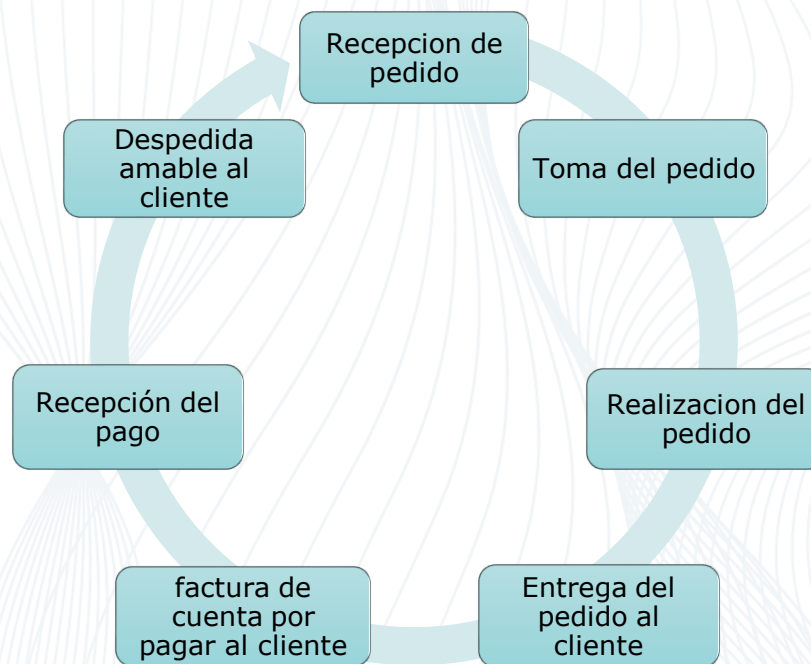 Recepcion de
pedido
Toma del pedido
Realizacion del
pedido
Entrega del
pedido al
cliente
factura de
cuenta por
pagar al cliente
Recepción del
pago
Despedida
amable al
cliente